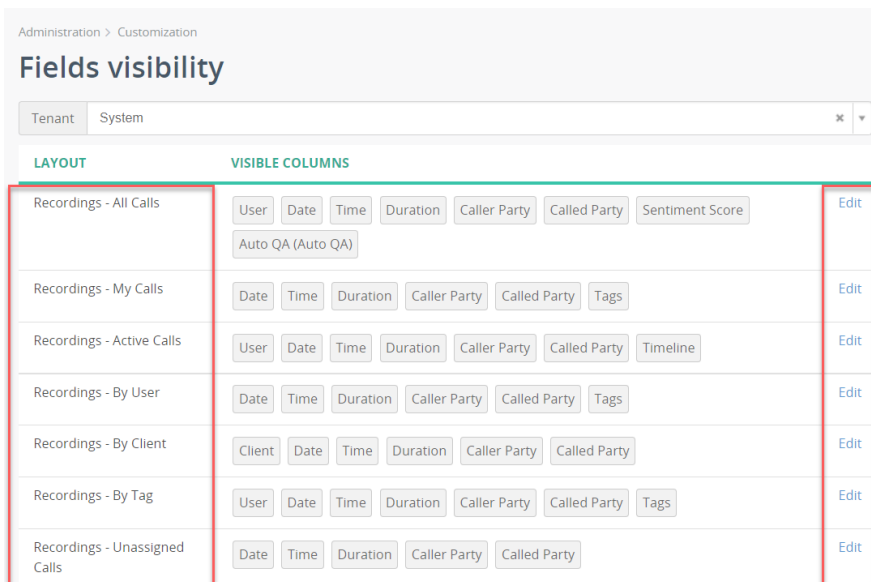 Administration > Customization
Fields visibility
Tenant System
LAYOUT VISIBLE COLUMNS
Recordings - All Calls User Date Time Duration Caller Party Called Party Sentiment Score Edit
Auto QA (Auto QA)
Recordings - My Calls Date Time Duration Caller Party Called Party Tags Edit
Recordings - Active Calls User Date Time Duration Caller Party Called Party Timeline Edit
Recordings - By User Date Time Duration Caller Party Called Party Tags Edit
Recordings - By Client Client Date Time Duration Caller Party Called Party Edit
Recordings - By Tag User Date Time Duration Caller Party Called Party Tags Edit
Recordings - Unassigned Date Time Duration Caller Party Called Party Edit
Calls